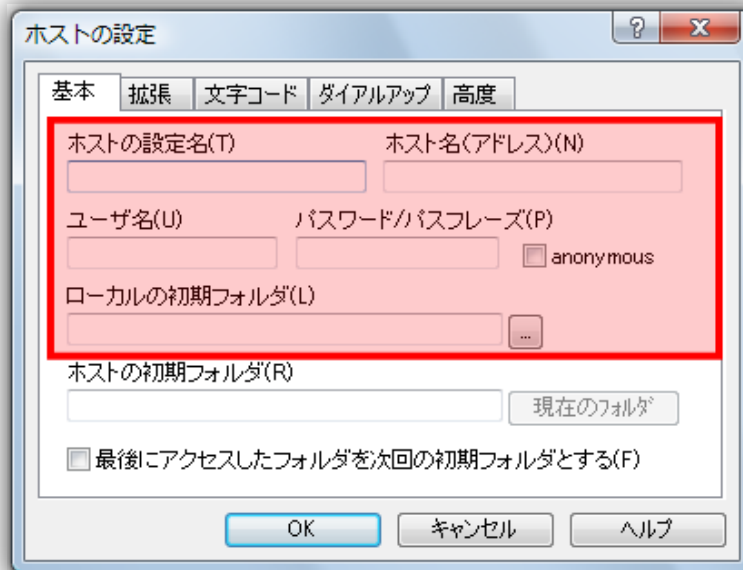 ホストの設定
基本 拡張 文字コード ダイアルアップ 高度
ホストの設定名(T) ホスト名(アドレス)(N)
ユーザ名(U) パスワード/パスフレーズ(P)
anonymous
ローカルの初期フォルダ(L)
...
ホストの初期フォルダ(R)
現在のフォルダ
最後にアクセスしたフォルダを次回の初期フォルダとする(F)
OK キャンセル ヘルプ